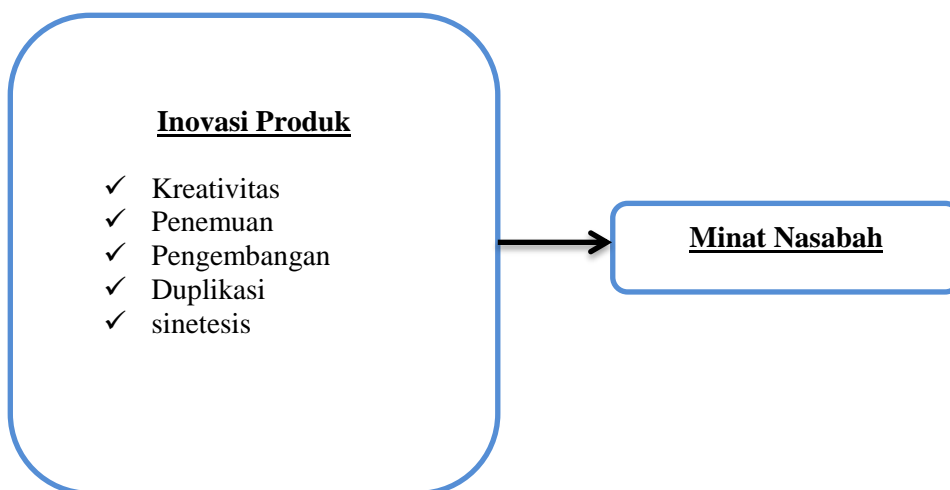 Inovasi Produk
✓ Kreativitas
✓ Penemuan
✓ Pengembangan
✓ Duplikasi
✓ sinetesis
Minat Nasabah